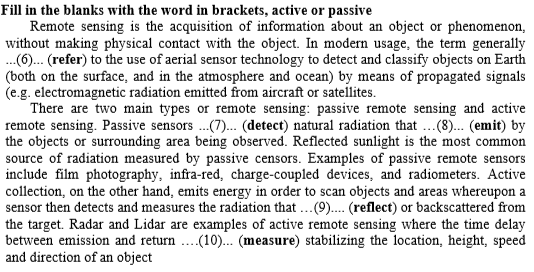 Fill in the blanks with the word in brackets, active or passive
Remote sensing is the acquisition of information about an object or phenomenon,
without making physical contact with the object. In modern usage, the term generally
...(6)... (refer) to the use of aerial sensor technology to detect and classify objects on Earth
(both on the surface, and in the atmosphere and ocean) by means of propagated signals
(e.g. electromagnetic radiation emitted from aircraft or satellites.
There are two main types or remote sensing: passive remote sensing and active
remote sensing. Passive sensors ...(7)... (detect) natural radiation that ...(8)... (emit) by
the objects or surrounding area being observed. Reflected sunlight is the most common
source of radiation measured by passive censors. Examples of passive remote sensors
include film photography, infra-red, charge-coupled devices, and radiometers. Active
collection, on the other hand, emits energy in order to scan objects and areas whereupon a
sensor then detects and measures the radiation that ...(9).... (reflect) or backscattered from
the target. Radar and Lidar are examples of active remote sensing where the time delay
between emission and return ....(10)... (measure) stabilizing the location, height, speed
and direction of an object